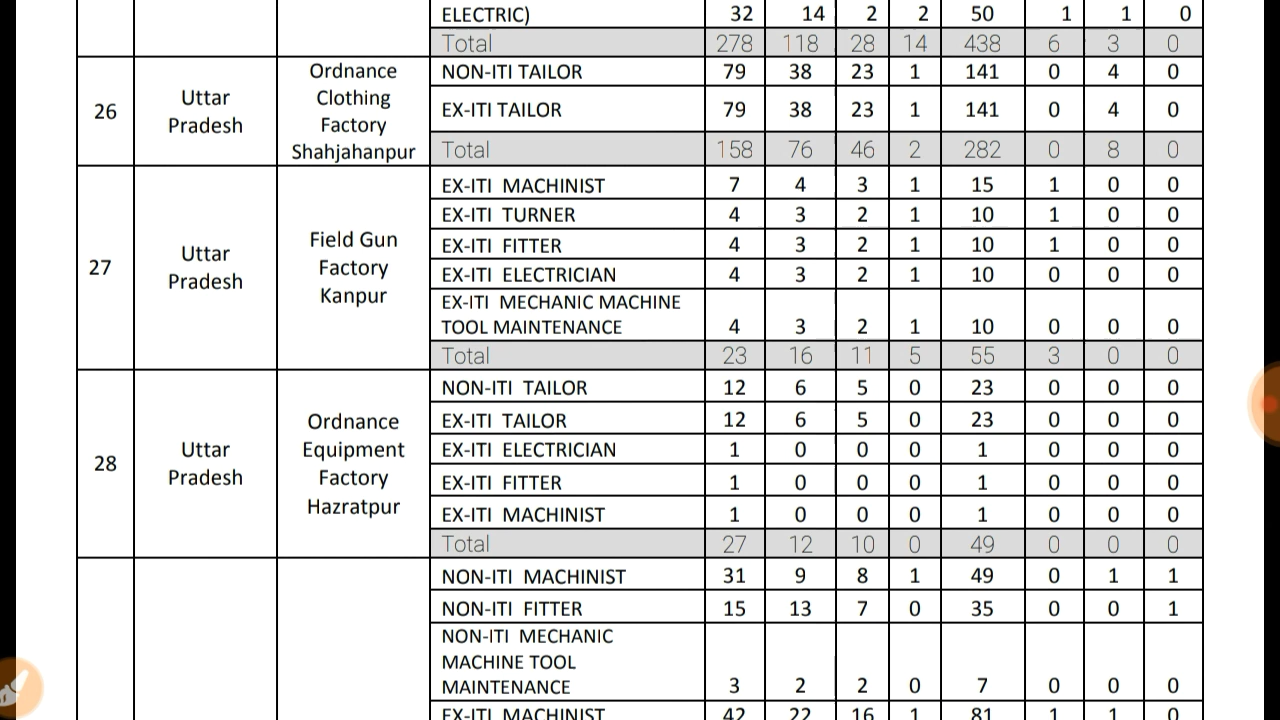 ELECTRIC) 32 14 2 2 50 1 1 0
Total 278 118 28 14 438 6 3 0
26 Uttar Pradesh Ordnance Clothing Factory Shahjahanpur
NON-ITI TAILOR 79 38 23 1 141 0 4 0
EX-ITI TAILOR 79 38 23 1 141 0 4 0
Total 158 76 46 2 282 0 8 0
27 Uttar Pradesh Field Gun Factory Kanpur
EX-ITI MACHINIST 7 4 3 1 15 1 0 0
EX-ITI TURNER 4 3 2 1 10 1 0 0
EX-ITI FITTER 4 3 2 1 10 1 0 0
EX-ITI ELECTRICIAN 4 3 2 1 10 0 0 0
EX-ITI MECHANIC MACHINE
TOOL MAINTENANCE 4 3 2 1 10 0 0 0
Total 23 16 11 5 55 3 0 0
28 Uttar Pradesh Ordnance Equipment Factory Hazratpur
NON-ITI TAILOR 12 6 5 0 23 0 0 0
EX-ITI TAILOR 12 6 5 0 23 0 0 0
EX-ITI ELECTRICIAN 1 0 0 0 1 0 0 0
EX-ITI FITTER 1 0 0 0 1 0 0 0
EX-ITI MACHINIST 1 0 0 0 1 0 0 0
Total 27 12 10 0 49 0 0 0
NON-ITI MACHINIST 31 9 8 1 49 0 1 1
NON-ITI FITTER 15 13 7 0 35 0 0 1
NON-ITI MECHANIC
MACHINE TOOL
MAINTENANCE 3 2 2 0 7 0 0 0
EX-ITI MACHINIST 42 22 16 1 81 1 1 0